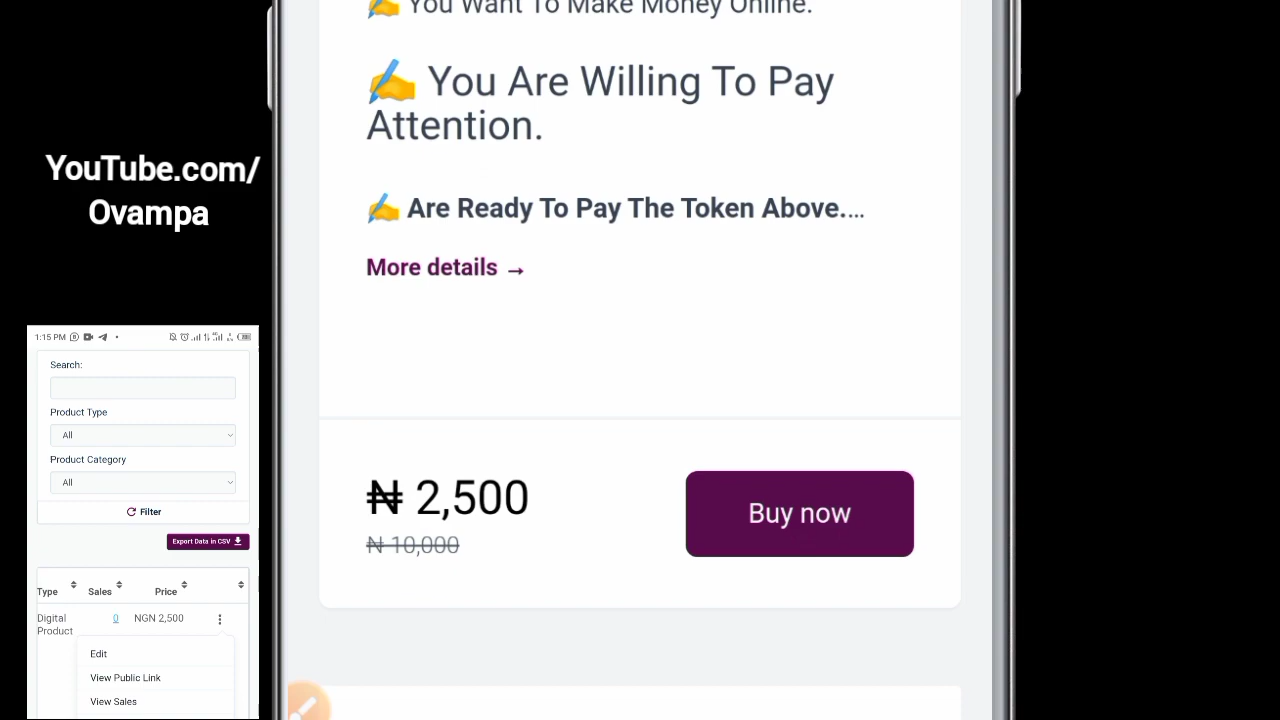 You Want To Make Money Online.
✍️ You Are Willing To Pay
Attention.
✍️ Are Ready To Pay The Token Above....
More details →
₦ 2,500
₦ 10,000
Buy now
YouTube.com/
Ovampa
1:15 PM
Search:
Product Type
All
Product Category
All
Filter
Export Data in CSV
Type Sales Price
Digital 0 NGN 2,500
Product
Edit
View Public Link
View Sales